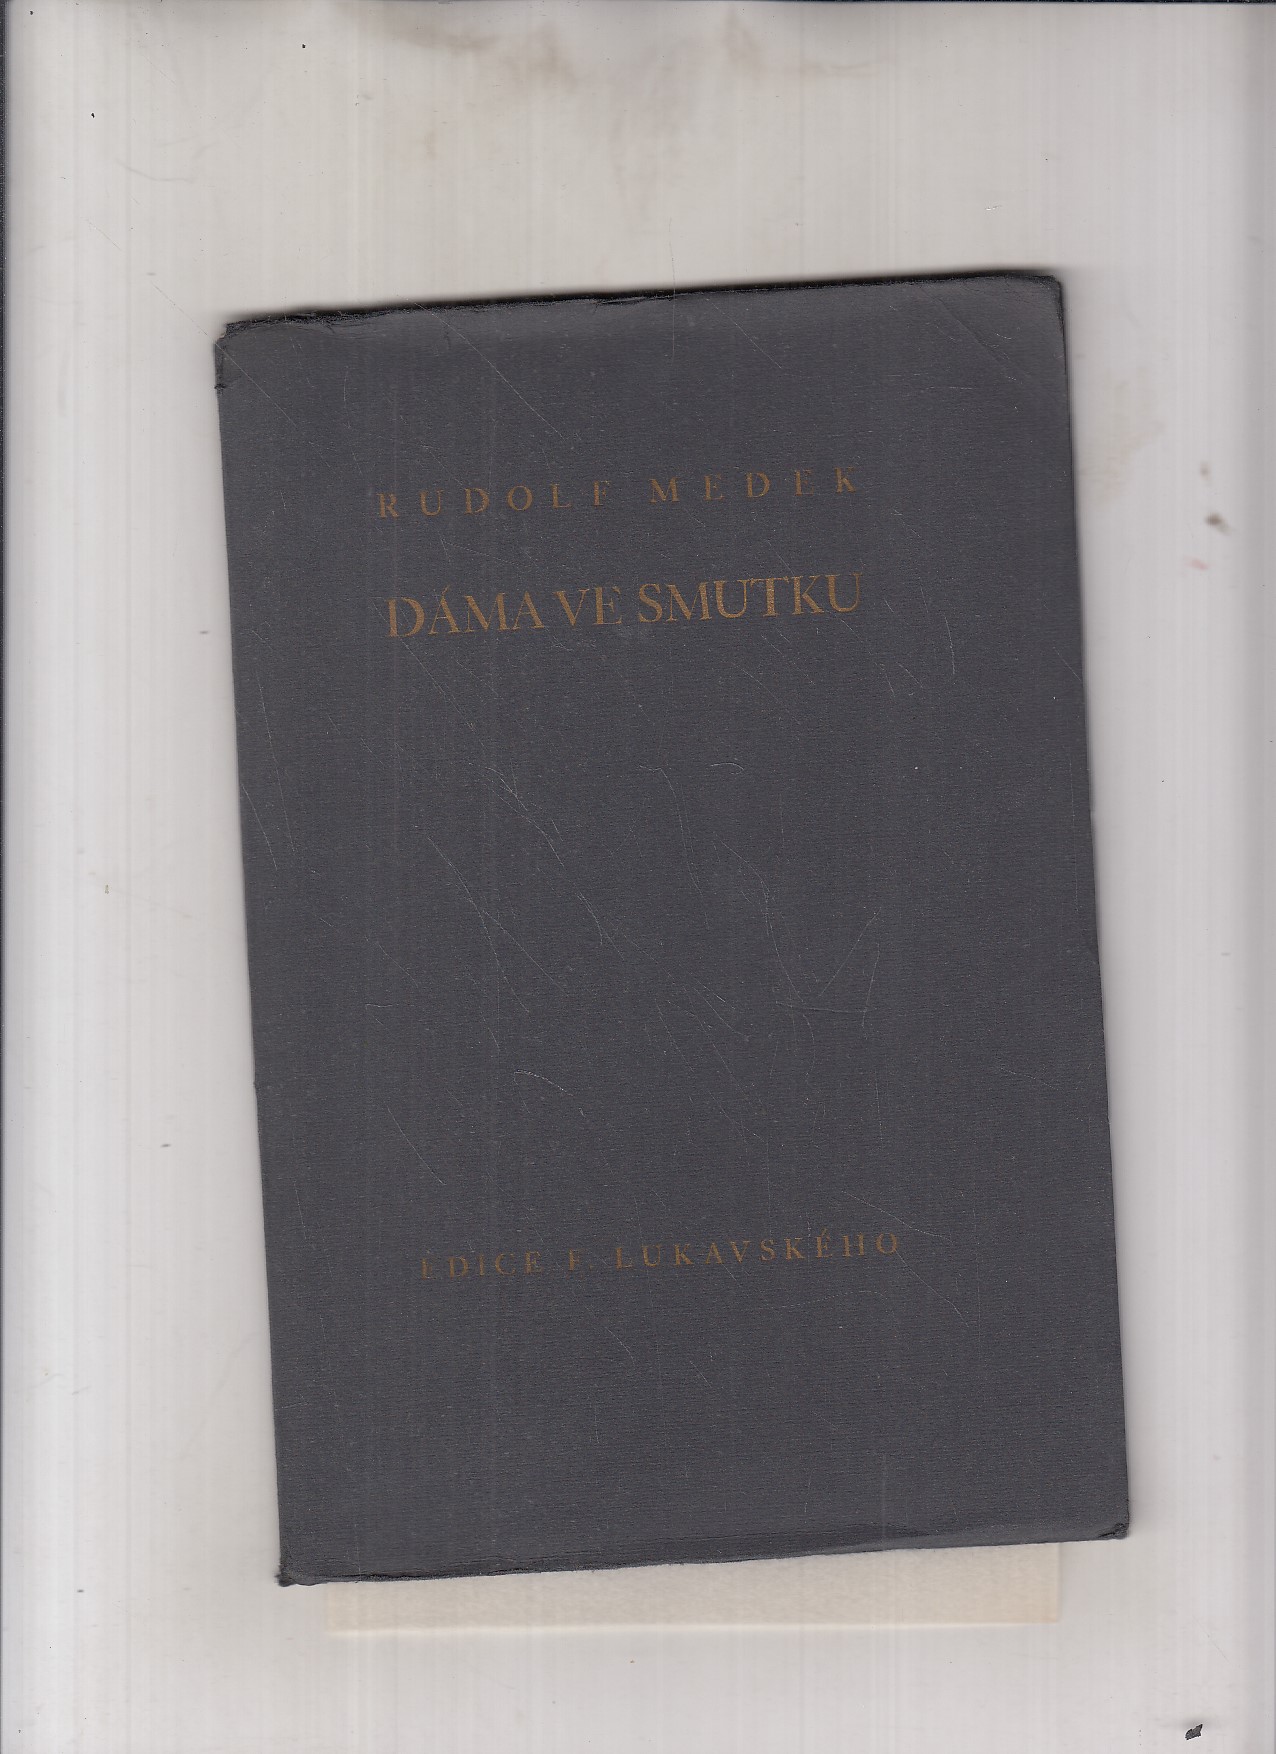 RUDOLF MEDEK
DÁMA VE SMUTKU
EDICE F. LUKAVSKÉHO